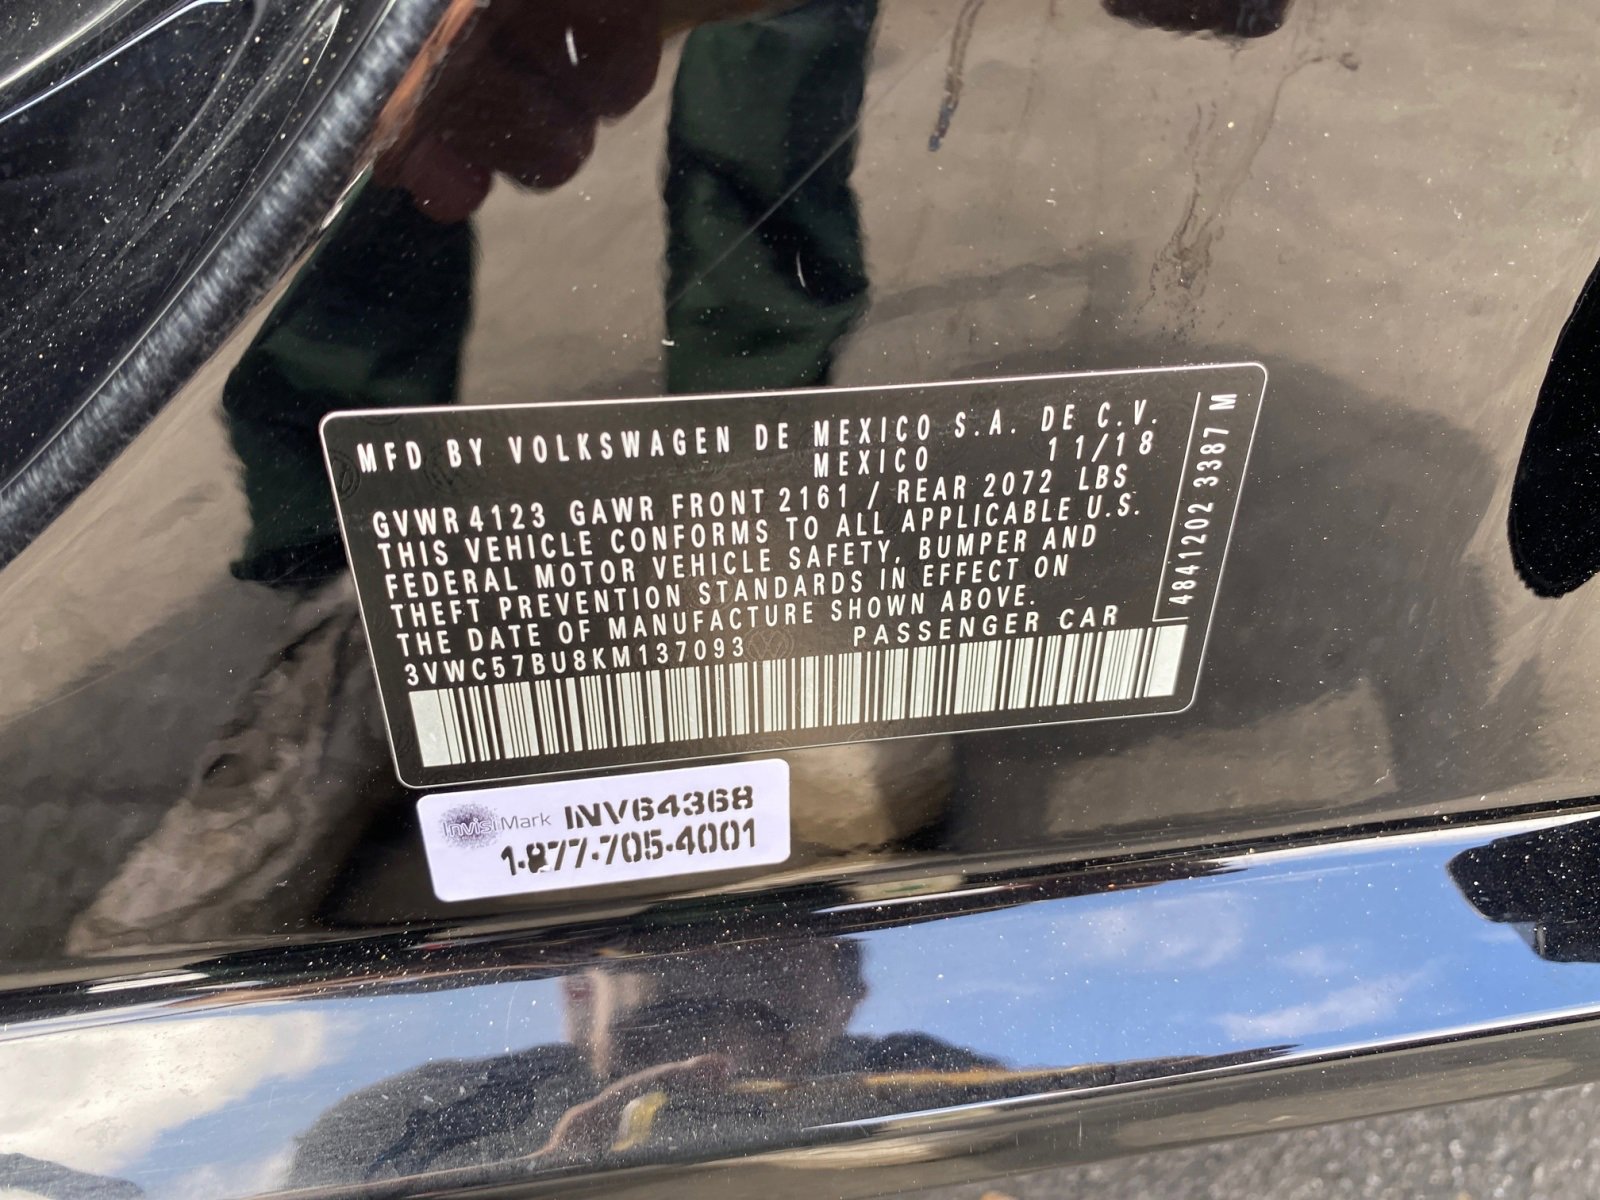 MFD BY VOLKSWAGEN DE MEXICO S.A. DE C.V.
MEXICO 11/18
GVWR 4123 GAWR FRONT 2161 / REAR 2072 LBS
THIS VEHICLE CONFORMS TO ALL APPLICABLE U.S.
FEDERAL MOTOR VEHICLE SAFETY, BUMPER AND
THEFT PREVENTION STANDARDS IN EFFECT ON
THE DATE OF MANUFACTURE SHOWN ABOVE.
3VWC57BU8KM137093 PASSENGER CAR
4841202 3387 M
InvisiMark INV64368
1-877-705-4001